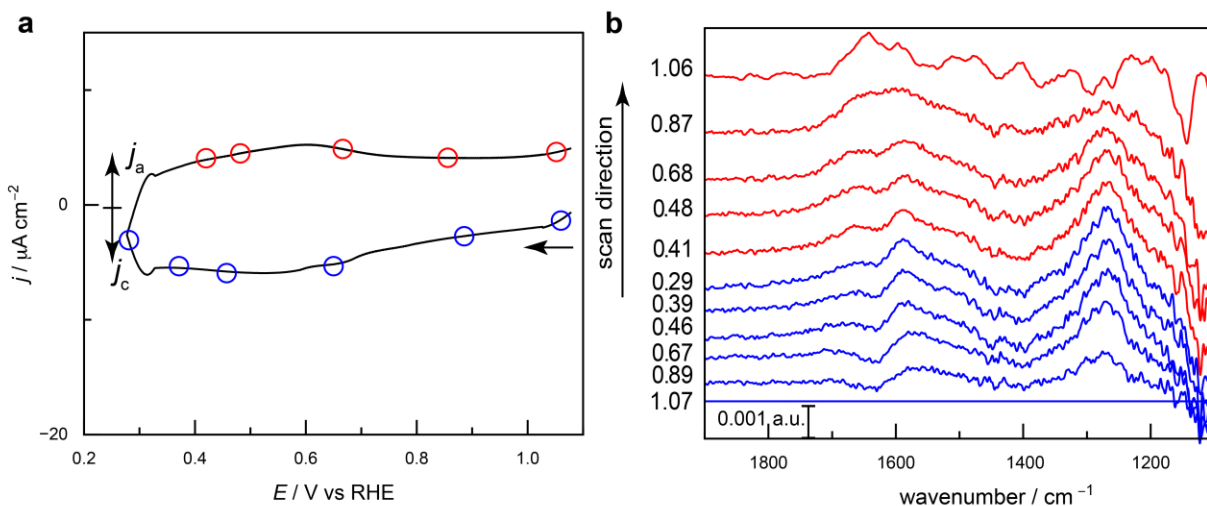 a
j / μA cm⁻²
0
−20
jₐ
j꜀
0.2
0.4
0.6
0.8
1.0
E / V vs RHE
b
scan direction
1.06
0.87
0.68
0.48
0.41
0.29
0.39
0.46
0.67
0.89
1.07
0.001 a.u.
1800
1600
1400
1200
wavenumber / cm⁻¹